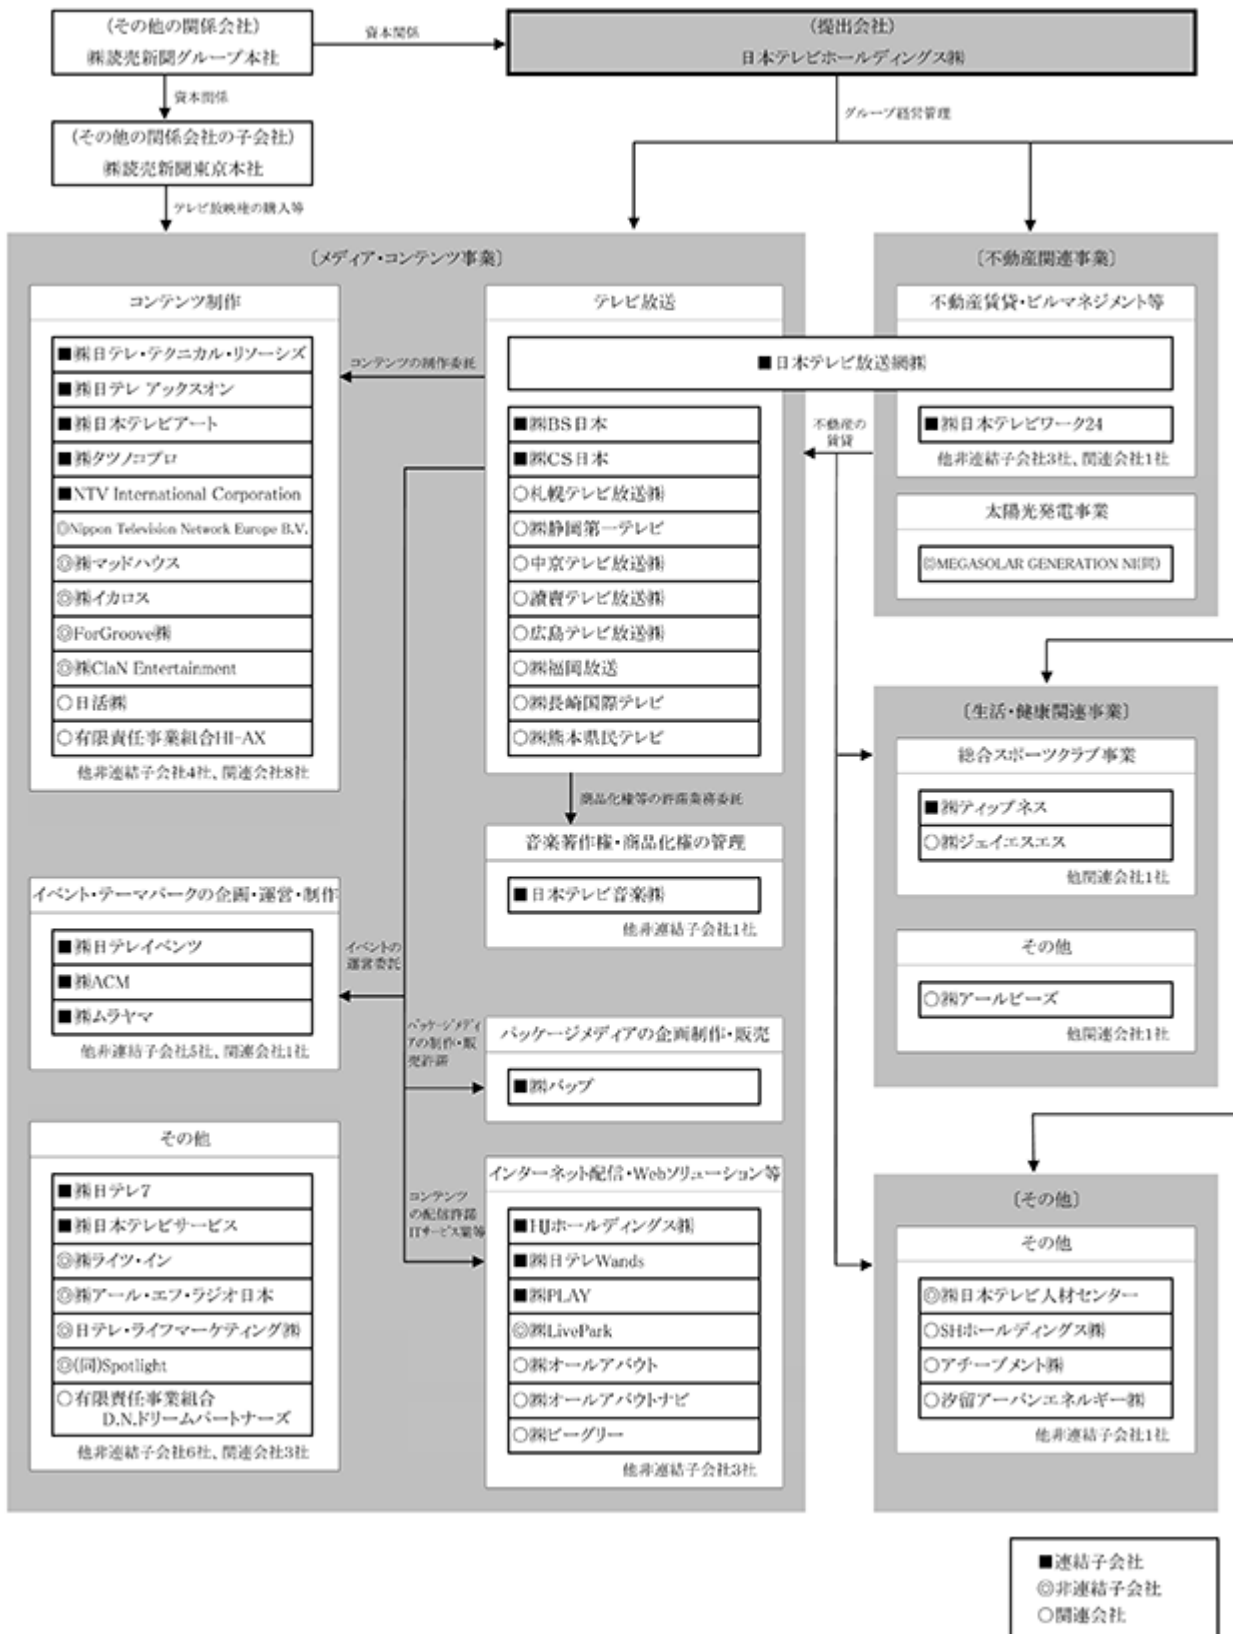 (その他の関係会社)
㈱読売新聞グループ本社
資本関係
(提出会社)
日本テレビホールディングス㈱
資本関係
グループ経営管理
(その他の関係会社の子会社)
㈱読売新聞東京本社
テレビ放映権の購入等
〔メディア・コンテンツ事業〕
コンテンツ制作
■㈱日テレ・テクニカル・リソーシズ
■㈱日テレ アックスオン
■㈱日本テレビアート
■㈱タツノコプロ
■NTV International Corporation
◎Nippon Television Network Europe B.V.
◎㈱マッドハウス
◎㈱イカロス
◎ForGroove㈱
◎㈱ClaN Entertainment
○日活㈱
○有限責任事業組合HI-AX
他非連結子会社4社、関連会社8社
コンテンツの制作委託
テレビ放送
■日本テレビ放送網㈱
■㈱BS日本
■㈱CS日本
○札幌テレビ放送㈱
○㈱静岡第一テレビ
○中京テレビ放送㈱
○讀賣テレビ放送㈱
○広島テレビ放送㈱
○㈱福岡放送
○㈱長崎国際テレビ
○㈱熊本県民テレビ
商品化権等の許諾業務委託
音楽著作権・商品化権の管理
■日本テレビ音楽㈱
他非連結子会社1社
イベント・テーマパークの企画・運営・制作
■㈱日テレイベンツ
■㈱ACM
■㈱ムラヤマ
他非連結子会社5社、関連会社1社
イベントの
運営委託
パッケージメディ
アの制作・販
売許諾
パッケージメディアの企画制作・販売
■㈱バップ
その他
■㈱日テレ7
■㈱日本テレビサービス
◎㈱ライツ・イン
◎㈱アール・エフ・ラジオ日本
◎日テレ・ライフマーケティング㈱
◎(同)Spotlight
○有限責任事業組合
D.N.ドリームパートナーズ
他非連結子会社6社、関連会社3社
コンテンツ
の配信許諾
ITサービス業等
インターネット配信・Webソリューション等
■HJホールディングス㈱
■㈱日テレWands
■㈱PLAY
◎㈱LivePark
○㈱オールアバウト
○㈱オールアバウトナビ
○㈱ビーグリー
他非連結子会社3社
〔不動産関連事業〕
不動産賃貸・ビルマネジメント等
■㈱日本テレビワーク24
他非連結子会社3社、関連会社1社
不動産の
賃貸
太陽光発電事業
◎MEGASOLAR GENERATION NI(同)
〔生活・健康関連事業〕
総合スポーツクラブ事業
■㈱ティップネス
○㈱ジェイエスエス
他関連会社1社
その他
○㈱アールビーズ
他関連会社1社
〔その他〕
その他
◎㈱日本テレビ人材センター
○SHホールディングス㈱
○アチーブメント㈱
○汐留アーバンエネルギー㈱
他非連結子会社1社
■連結子会社
◎非連結子会社
○関連会社